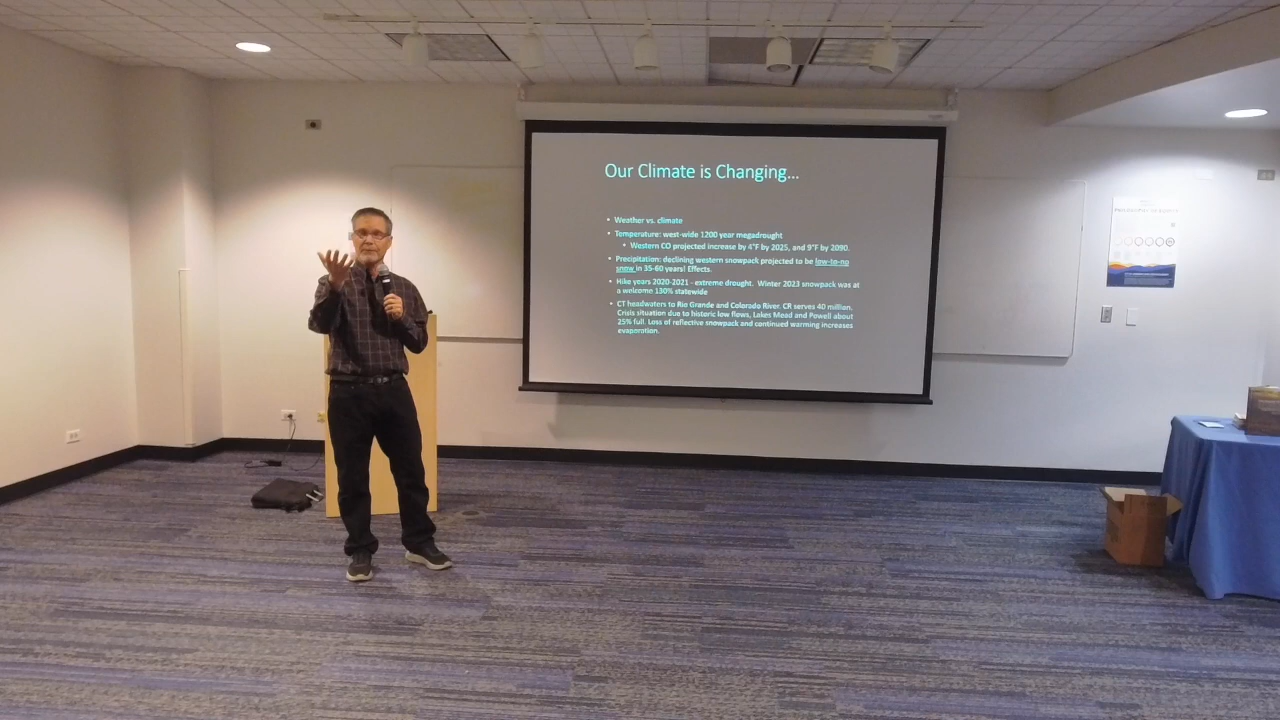 Our Climate is Changing...
• Weather vs. climate
• Temperature: west-wide 1200 year megadrought
• Western CO projected increase by 4°F by 2025, and 9°F by 2090.
• Precipitation: declining western snowpack projected to be low-to-no
snow in 35-60 years! Effects.
• Hike years 2020-2021 - extreme drought. Winter 2023 snowpack was at
a welcome 130% statewide
• CT headwaters to Rio Grande and Colorado River. CR serves 40 million.
Crisis situation due to historic low flows, Lakes Mead and Powell about
25% full. Loss of reflective snowpack and continued warming increases
evaporation.